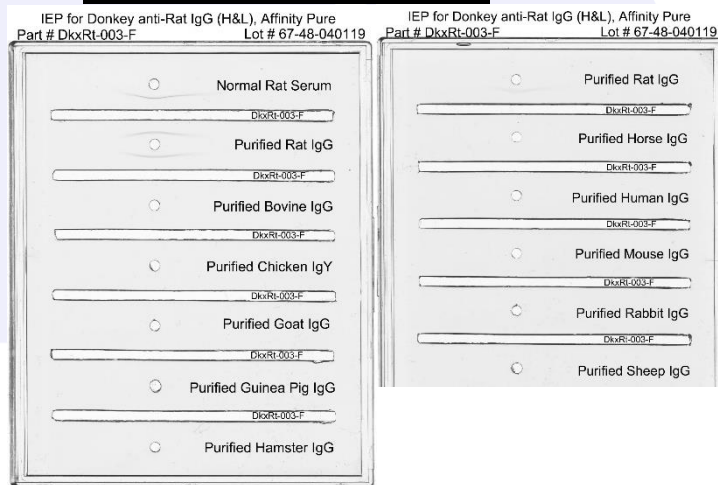 IEP for Donkey anti-Rat IgG (H&L), Affinity Pure
Part # DkxRt-003-F Lot # 67-48-040119
Normal Rat Serum
DkxRt-003-F
Purified Rat IgG
DkxRt-003-F
Purified Bovine IgG
DkxRt-003-F
Purified Chicken IgY
DkxRt-003-F
Purified Goat IgG
DkxRt-003-F
Purified Guinea Pig IgG
DkxRt-003-F
Purified Hamster IgG
IEP for Donkey anti-Rat IgG (H&L), Affinity Pure
Part # DkxRt-003-F Lot # 67-48-040119
Purified Rat IgG
DkxRt-003-F
Purified Horse IgG
DkxRt-003-F
Purified Human IgG
DkxRt-003-F
Purified Mouse IgG
DkxRt-003-F
Purified Rabbit IgG
DkxRt-003-F
Purified Sheep IgG